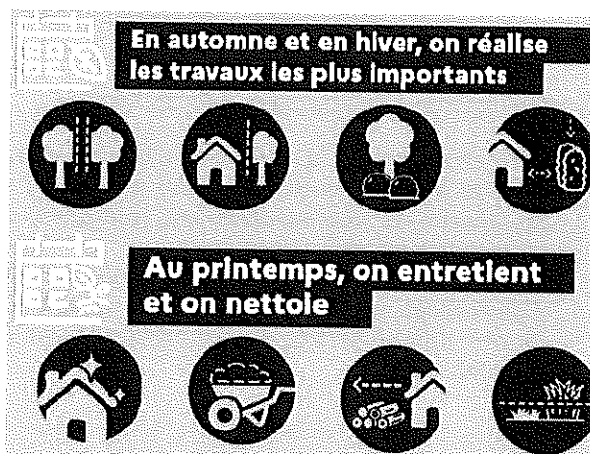 En automne et en hiver, on réalise
les travaux les plus importants
Au printemps, on entretient
et on nettoie